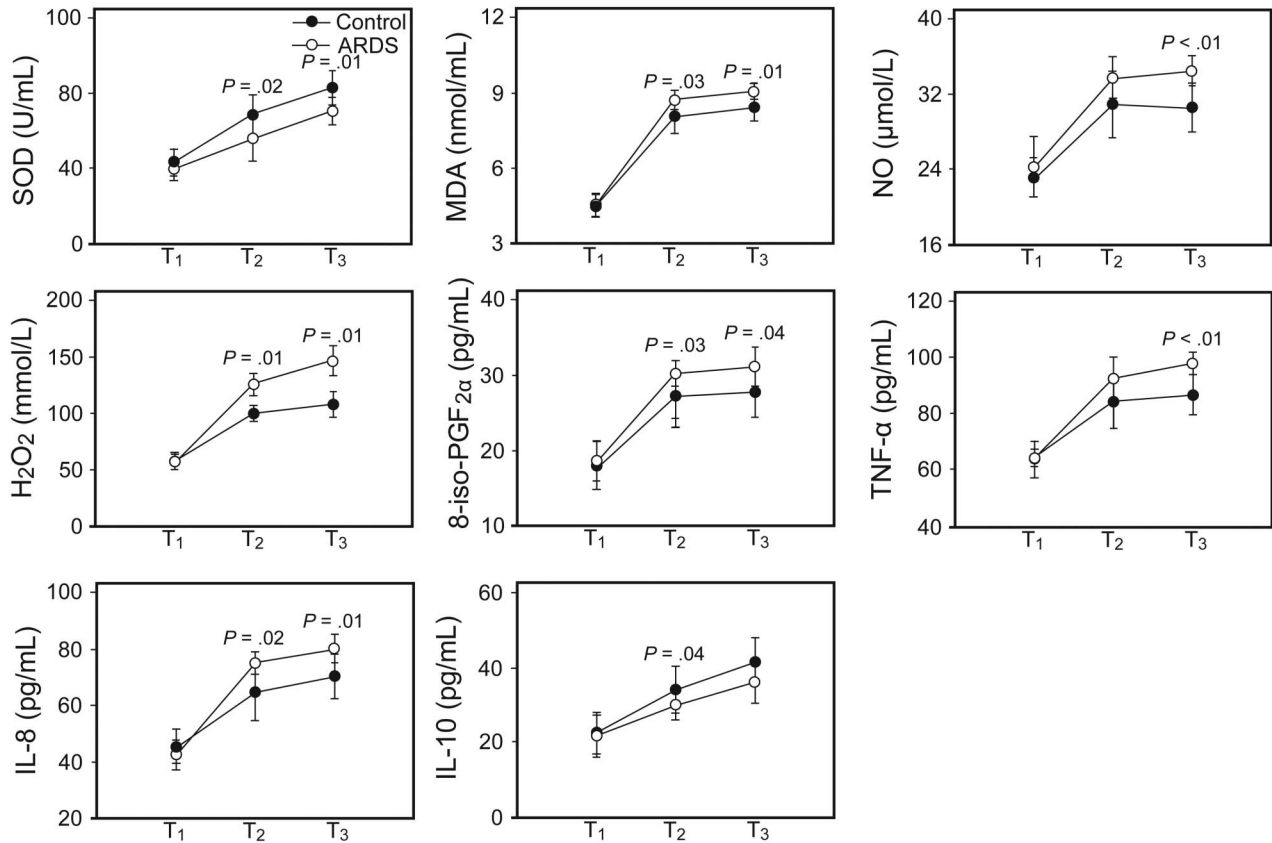 SOD (U/mL)
100
80
40
0
Control
ARDS
P = .02
P = .01
T₁
T₂
T₃
MDA (nmol/mL)
12
9
6
3
P = .03
P = .01
T₁
T₂
T₃
NO (μmol/L)
40
32
24
16
P < .01
T₁
T₂
T₃
H₂O₂ (mmol/L)
200
150
100
50
0
P = .01
P = .01
T₁
T₂
T₃
8-iso-PGF₂α (pg/mL)
40
30
20
10
P = .03
P = .04
T₁
T₂
T₃
TNF-α (pg/mL)
120
100
80
60
40
P < .01
T₁
T₂
T₃
IL-8 (pg/mL)
100
80
60
40
20
P = .02
P = .01
T₁
T₂
T₃
IL-10 (pg/mL)
60
40
20
0
P = .04
T₁
T₂
T₃